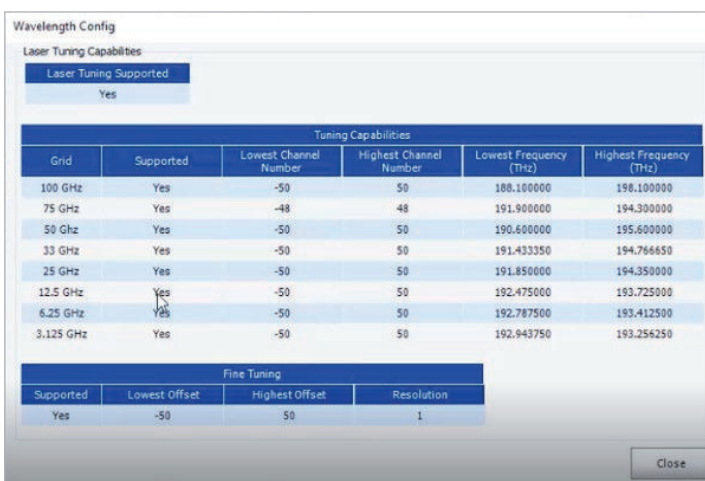 Wavelength Config
Laser Tuning Capabilities
Laser Tuning Supported
Yes
Tuning Capabilities
Grid Supported Lowest Channel Number Highest Channel Number Lowest Frequency (THz) Highest Frequency (THz)
100 GHz Yes -50 50 188.100000 198.100000
75 GHz Yes -48 48 191.900000 194.300000
50 Ghz Yes -50 50 190.600000 195.600000
33 GHz Yes -50 50 191.433350 194.766650
25 GHz Yes -50 50 191.850000 194.350000
12.5 GHz Yes -50 50 192.475000 193.725000
6.25 GHz Yes -50 50 192.787500 193.412500
3.125 GHz Yes -50 50 192.943750 193.256250
Fine Tuning
Supported Lowest Offset Highest Offset Resolution
Yes -50 50 1
Close